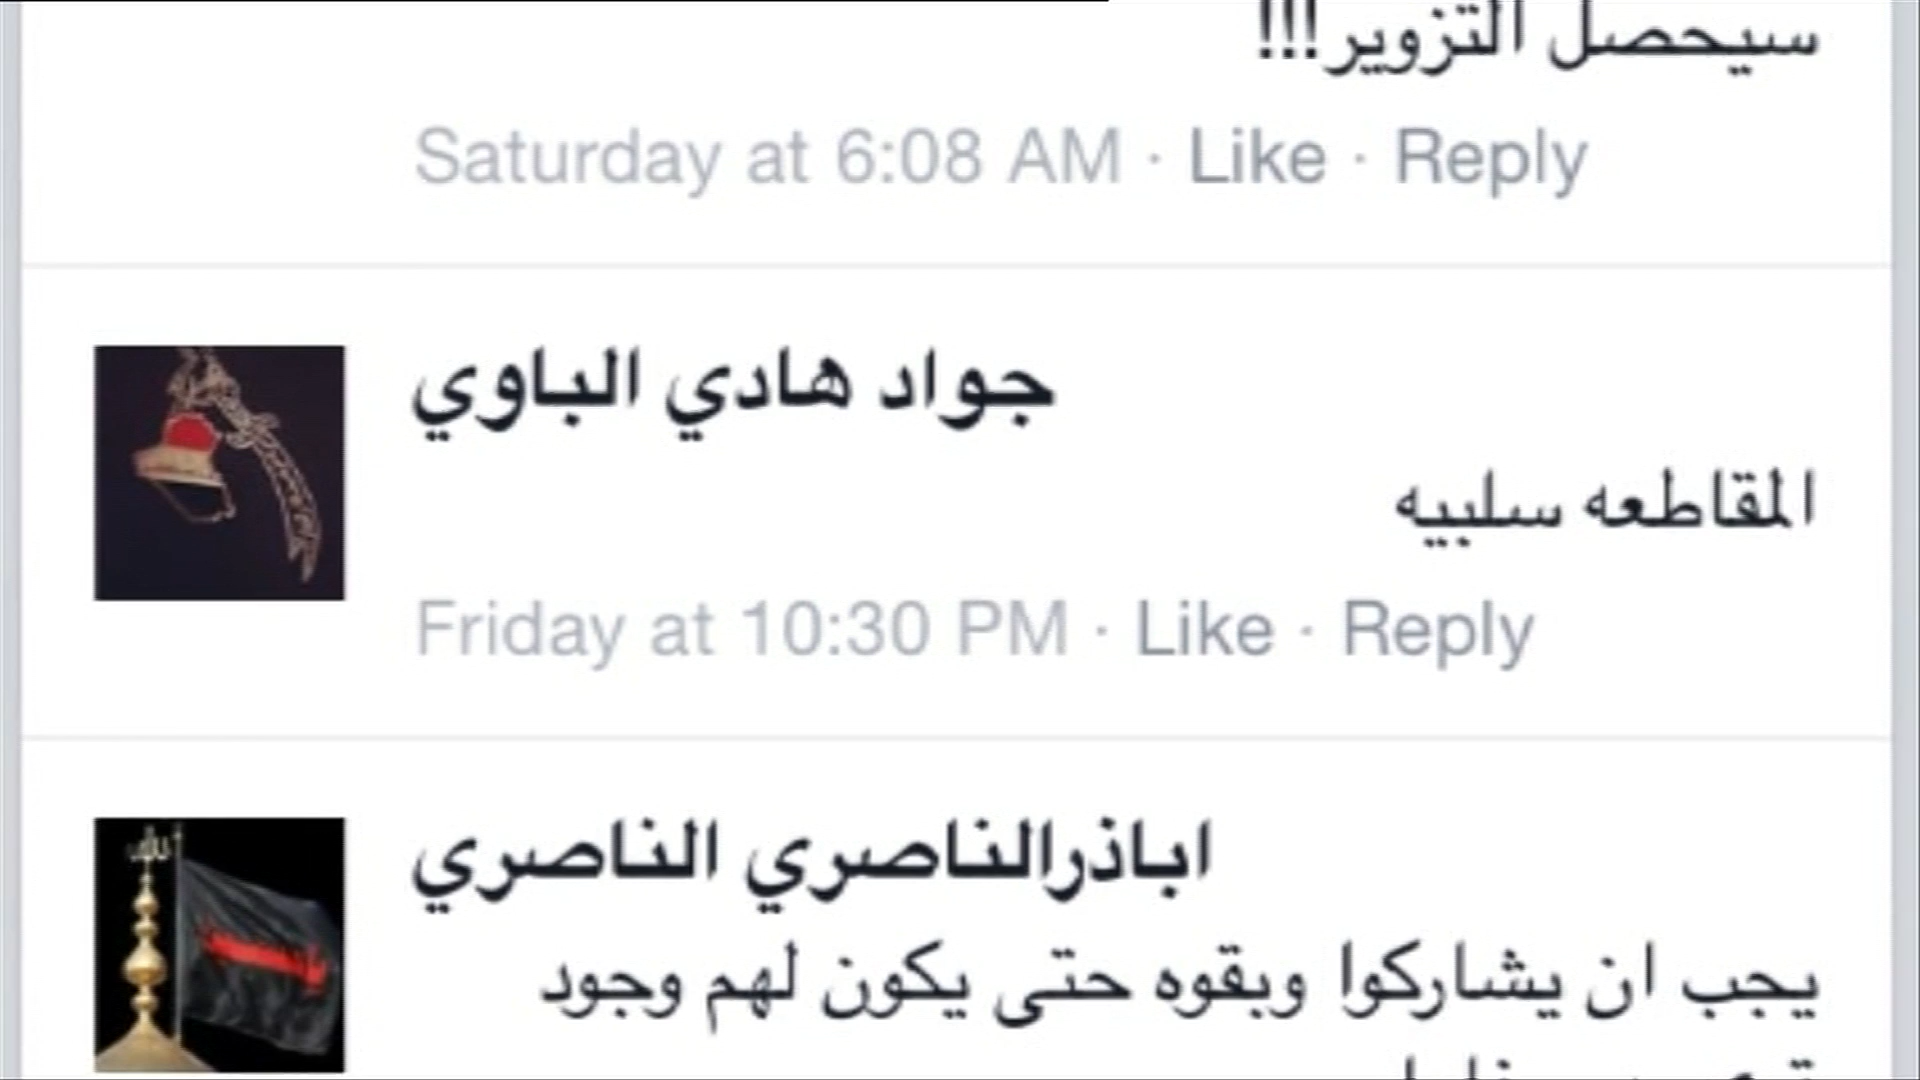 سيحصل التزوير!!!
Saturday at 6:08 AM · Like · Reply
جواد هادي الباوي
المقاطعه سلبيه
Friday at 10:30 PM · Like · Reply
اباذرالناصري الناصري
يجب ان يشاركوا وبقوه حتى يكون لهم وجود